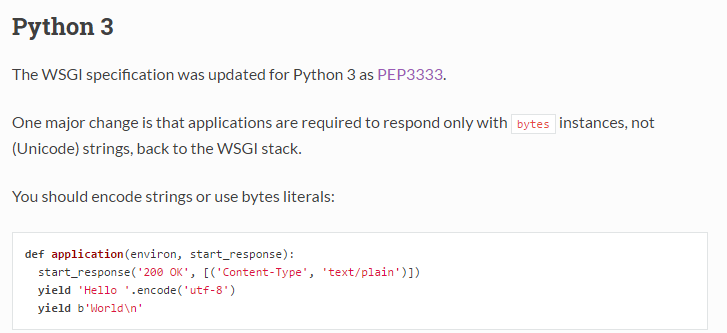 Python 3
The WSGI specification was updated for Python 3 as PEP3333.
One major change is that applications are required to respond only with bytes instances, not
(Unicode) strings, back to the WSGI stack.
You should encode strings or use bytes literals:
def application(environ, start_response):
  start_response('200 OK', [('Content-Type', 'text/plain')])
  yield 'Hello '.encode('utf-8')
  yield b'World\n'